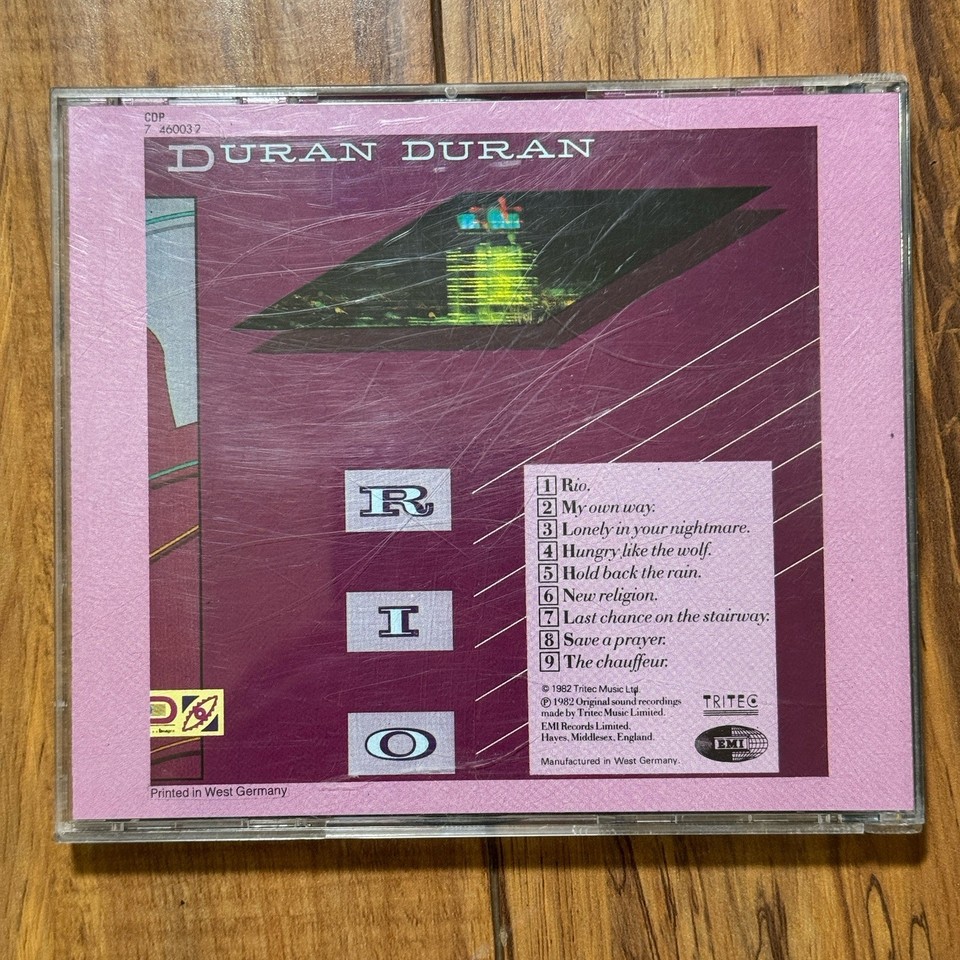 CDP
7 46003 2
DURAN DURAN
R
I
O
1 Rio.
2 My own way.
3 Lonely in your nightmare.
4 Hungry like the wolf.
5 Hold back the rain.
6 New religion.
7 Last chance on the stairway.
8 Save a prayer.
9 The chauffeur.
© 1982 Tritec Music Ltd.
℗ 1982 Original sound recordings
made by Tritec Music Limited.
EMI Records Limited.
Hayes, Middlesex, England.
Manufactured in West Germany.
TRITEC
EMI
D
Printed in West Germany